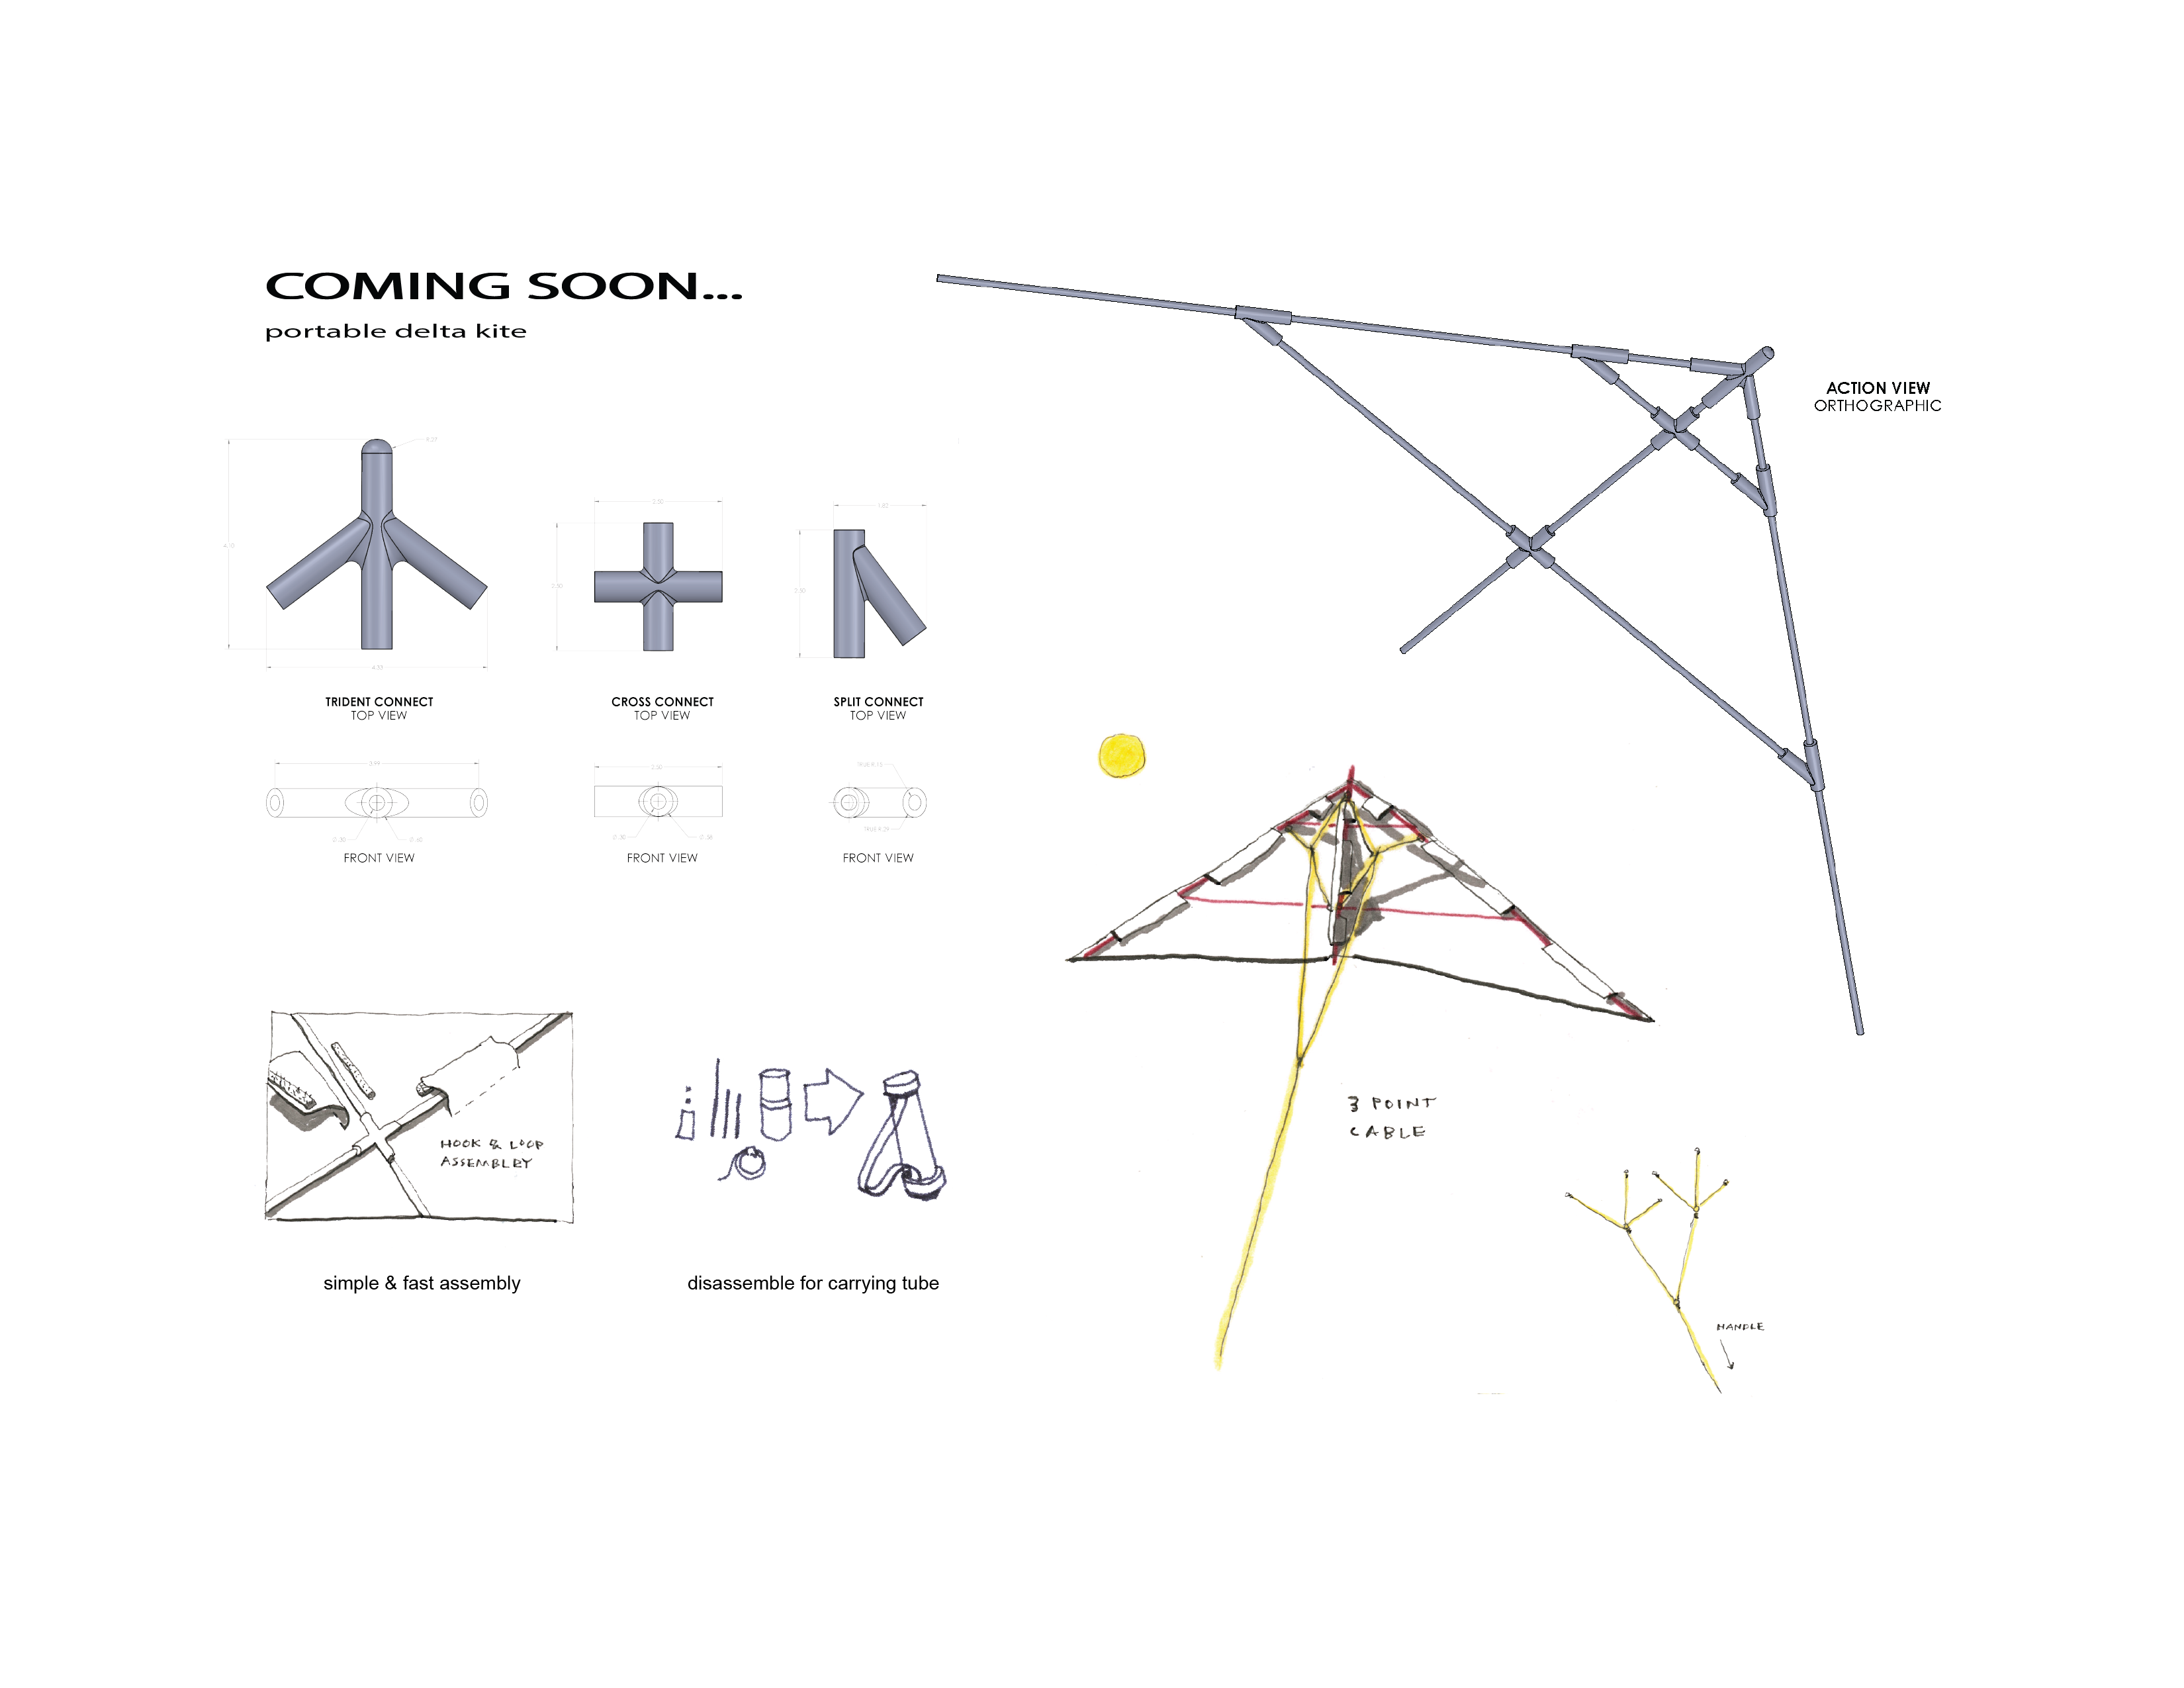 COMING SOON...
portable delta kite
ACTION VIEW
ORTHOGRAPHIC
TRIDENT CONNECT
TOP VIEW
CROSS CONNECT
TOP VIEW
SPLIT CONNECT
TOP VIEW
FRONT VIEW
FRONT VIEW
FRONT VIEW
HOOK & LOOP
ASSEMBLEY
simple & fast assembly
disassemble for carrying tube
3 POINT
CABLE
HANDLE